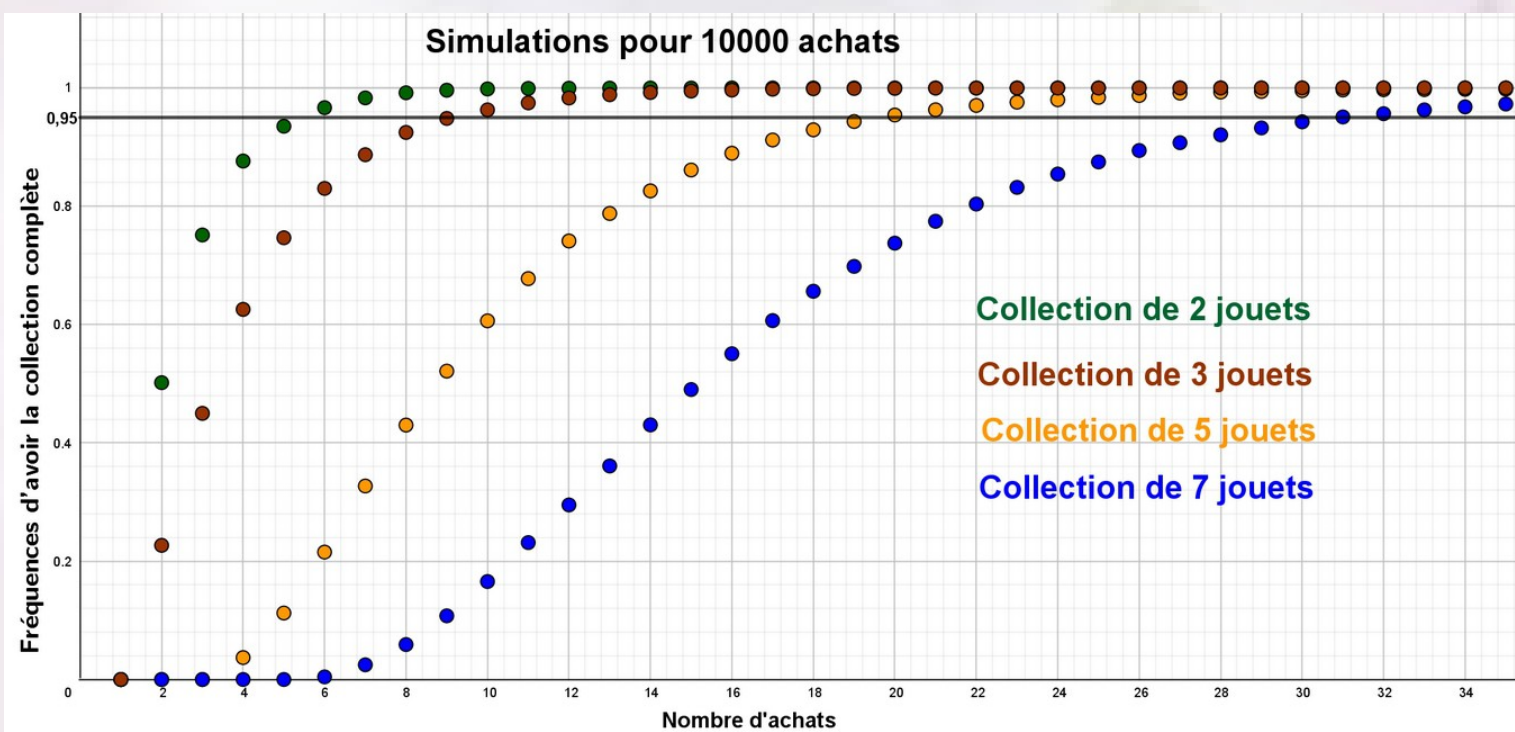 Simulations pour 10000 achats
Fréquences d'avoir la collection complète
1
0,95
0.8
0.6
0.4
0.2
Collection de 2 jouets
Collection de 3 jouets
Collection de 5 jouets
Collection de 7 jouets
0 2 4 6 8 10 12 14 16 18 20 22 24 26 28 30 32 34
Nombre d'achats